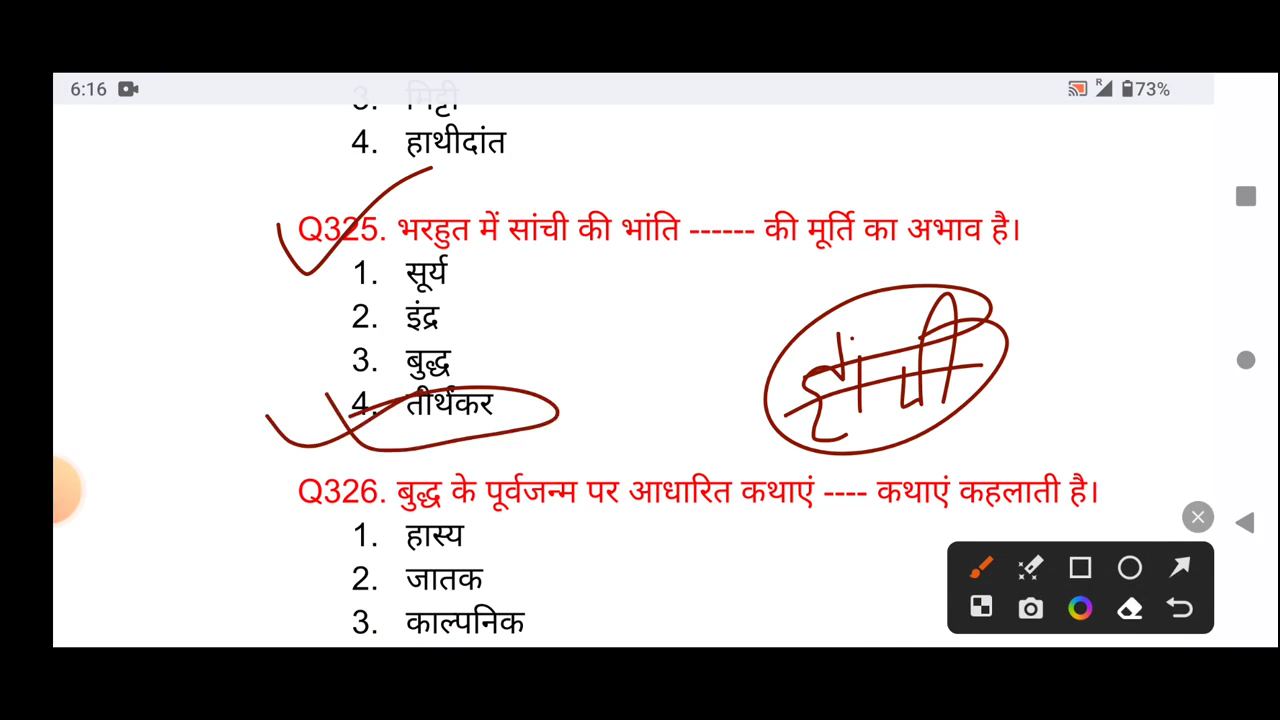 6:16
R
73%
3. मिट्टी
4. हाथीदांत
Q325. भरहुत में सांची की भांति ------ की मूर्ति का अभाव है।
1. सूर्य
2. इंद्र
3. बुद्ध
4. तीर्थंकर
Q326. बुद्ध के पूर्वजन्म पर आधारित कथाएं ---- कथाएं कहलाती है।
1. हास्य
2. जातक
3. काल्पनिक